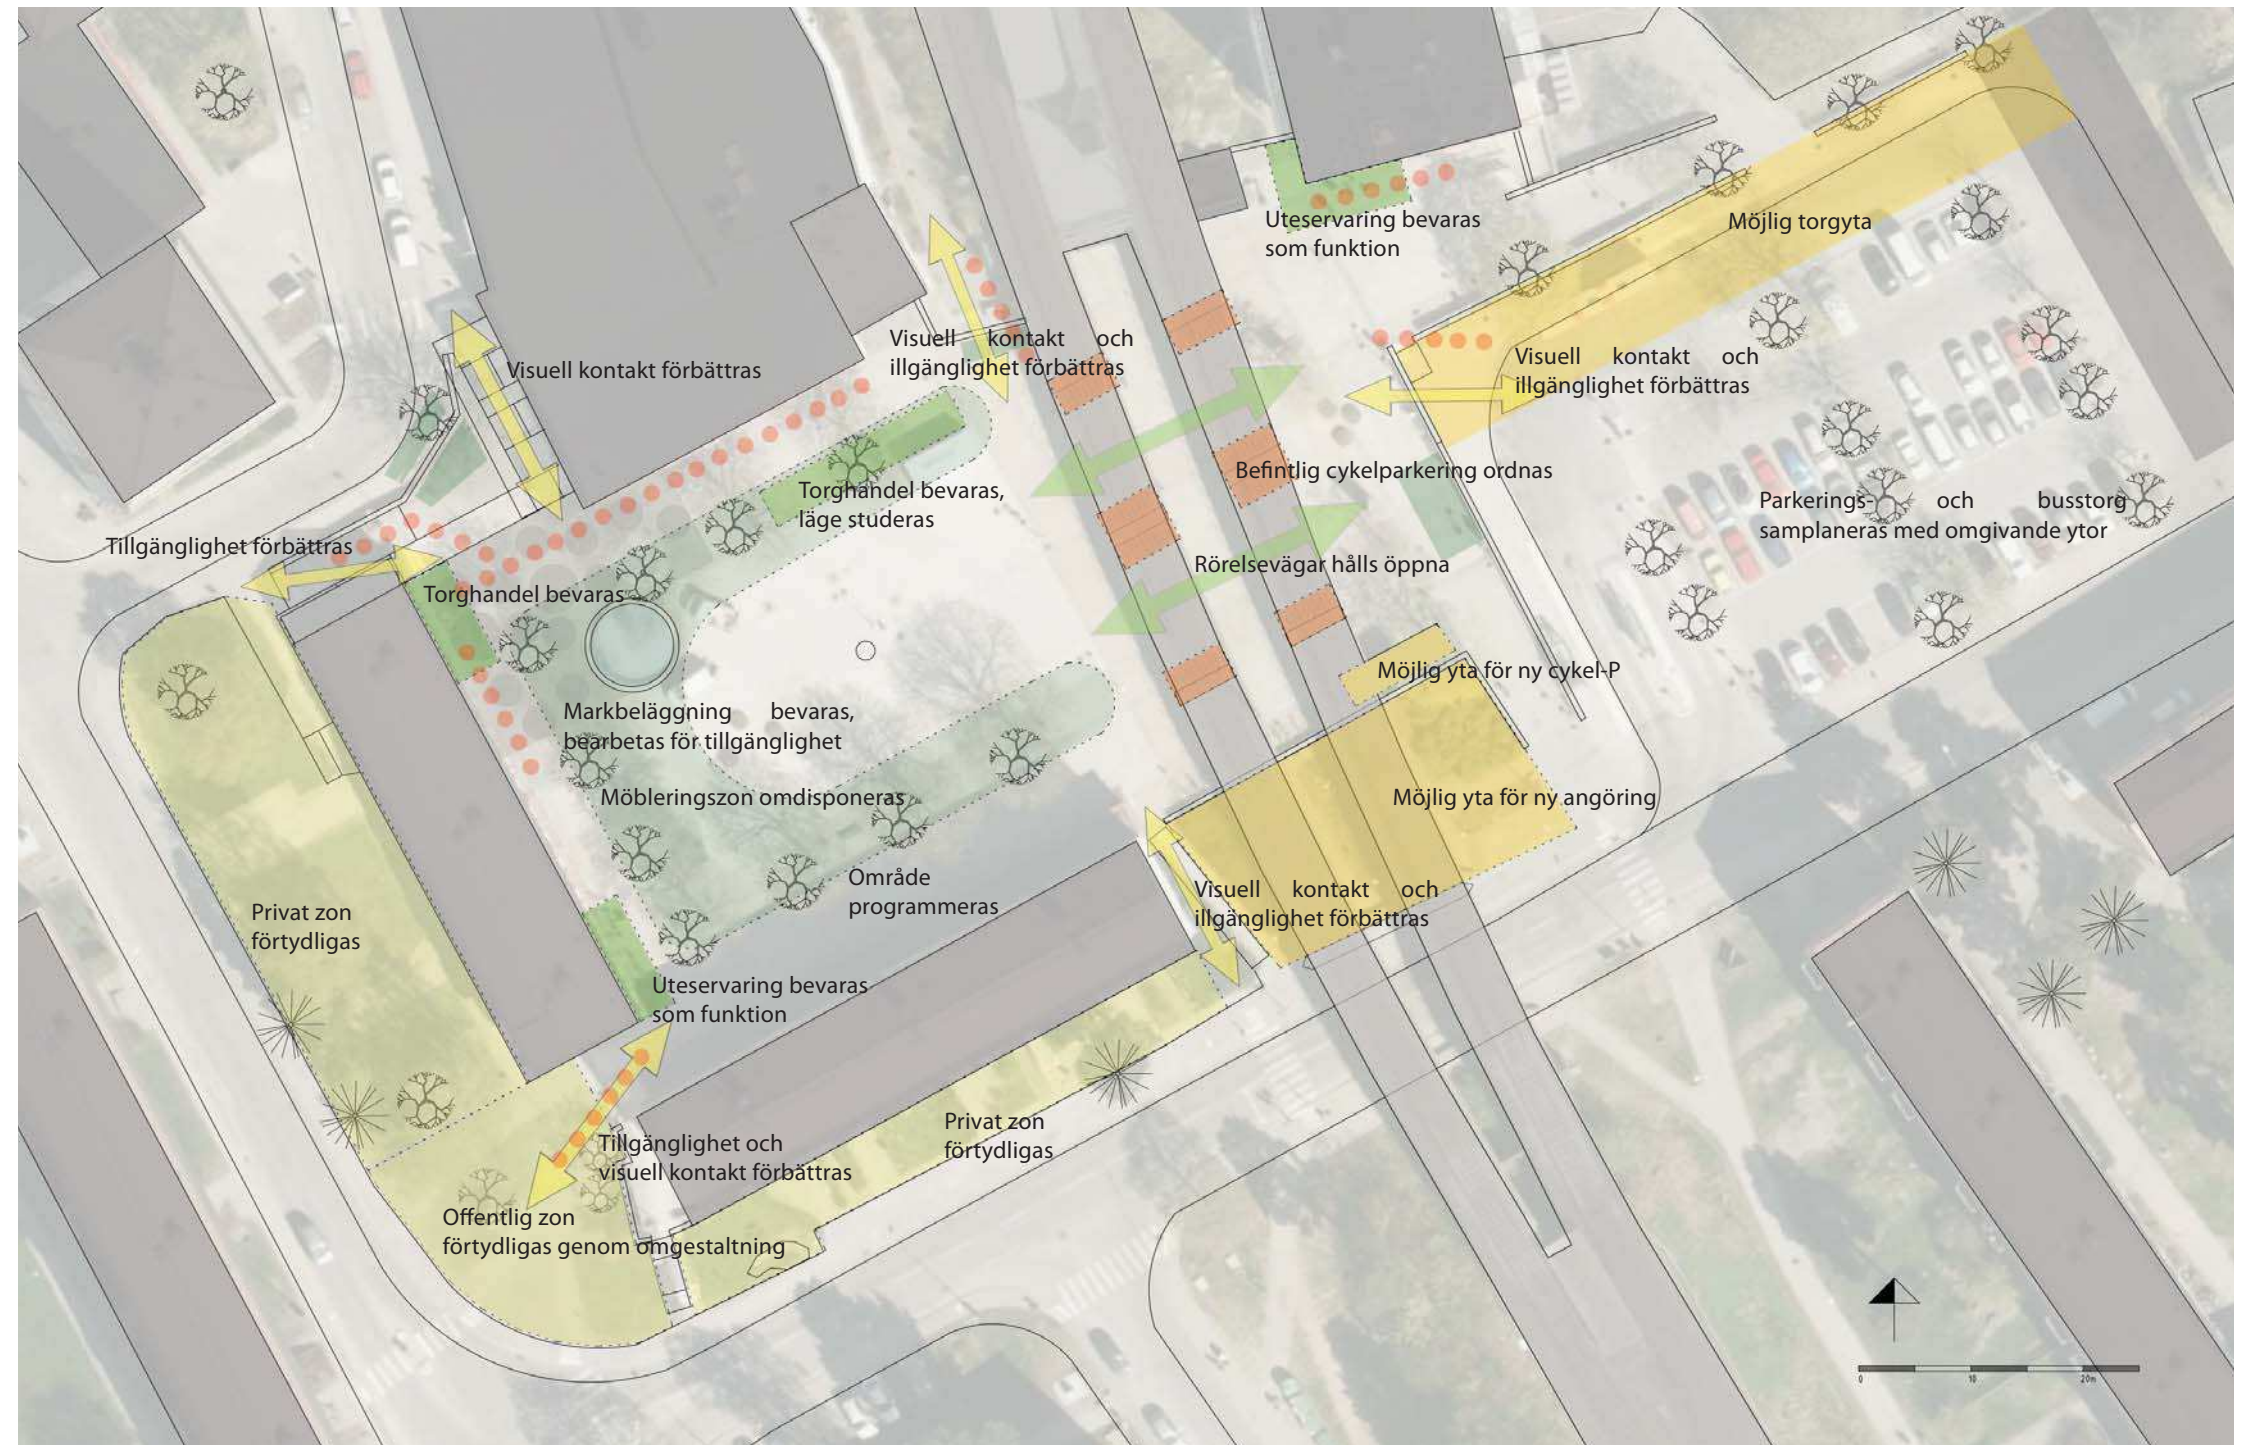 Uteservaring bevaras
som funktion
Möjlig torgyta
Visuell kontakt och
illgänglighet förbättras
Visuell kontakt förbättras
Visuell kontakt och
illgänglighet förbättras
Befintlig cykelparkering ordnas
Torghandel bevaras,
läge studeras
Parkerings- och busstorg
samplaneras med omgivande ytor
Tillgänglighet förbättras
Rörelsevägar hålls öppna
Torghandel bevaras
Möjlig yta för ny cykel-P
Markbeläggning bevaras,
bearbetas för tillgänglighet
Möbleringszon omdisponeras
Möjlig yta för ny angöring
Område
programmeras
Visuell kontakt och
illgänglighet förbättras
Privat zon
förtydligas
Uteservaring bevaras
som funktion
Privat zon
förtydligas
Tillgänglighet och
visuell kontakt förbättras
Offentlig zon
förtydligas genom omgestaltning
0 10 20m